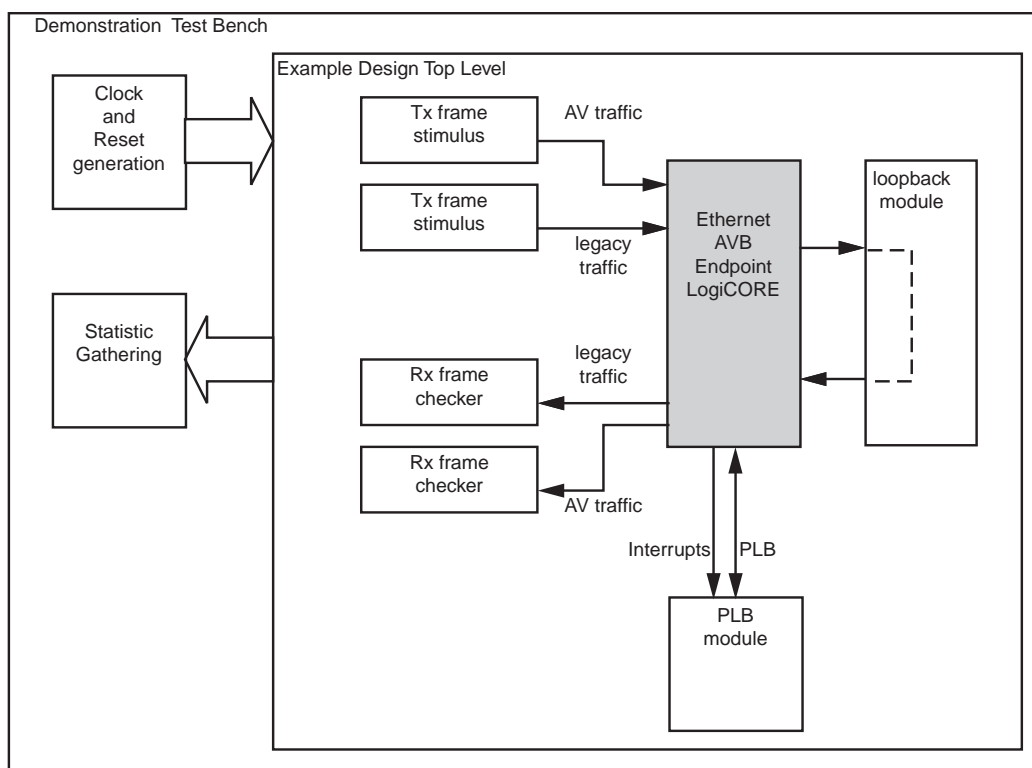 Demonstration Test Bench
Clock
and
Reset
generation
Example Design Top Level
Tx frame
stimulus
AV traffic
Tx frame
stimulus
legacy
traffic
Ethernet
AVB
Endpoint
LogiCORE
loopback
module
Statistic
Gathering
Rx frame
checker
legacy
traffic
Rx frame
checker
AV traffic
Interrupts
PLB
PLB
module